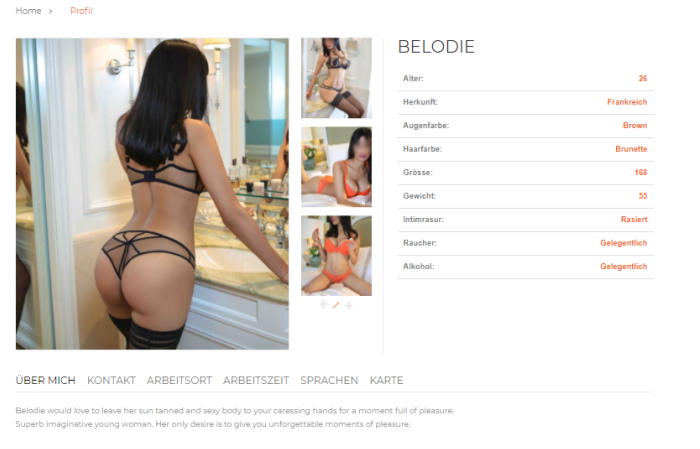 Home > Profil
BELODIE
Alter: 26
Herkunft: Frankreich
Augenfarbe: Brown
Haarfarbe: Brunette
Grösse: 168
Gewicht: 55
Intimrasur: Rasiert
Raucher: Gelegentlich
Alkohol: Gelegentlich
ÜBER MICH KONTAKT ARBEITSORT ARBEITSZEIT SPRACHEN KARTE
Belodie would love to leave her sun tanned and sexy body to your caressing hands for a moment full of pleasure.
Superb imaginative young woman. Her only desire is to give you unforgettable moments of pleasure.